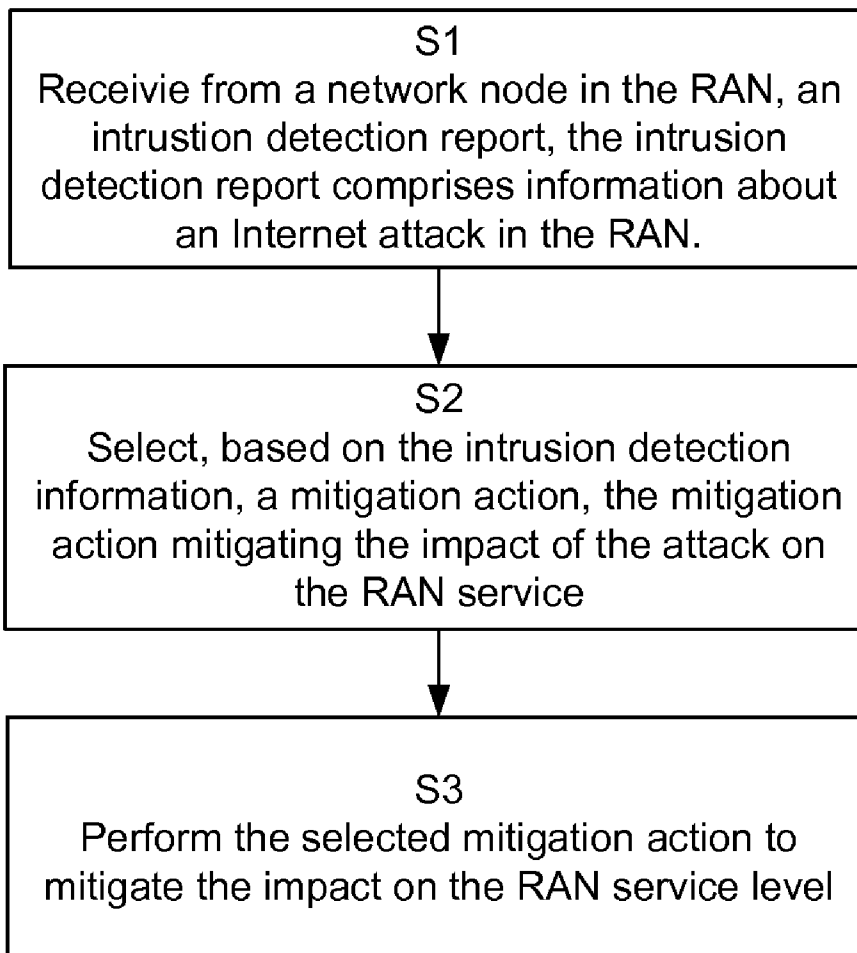 S1
Receivie from a network node in the RAN, an
intrustion detection report, the intrusion
detection report comprises information about
an Internet attack in the RAN.
S2
Select, based on the intrusion detection
information, a mitigation action, the mitigation
action mitigating the impact of the attack on
the RAN service
S3
Perform the selected mitigation action to
mitigate the impact on the RAN service level